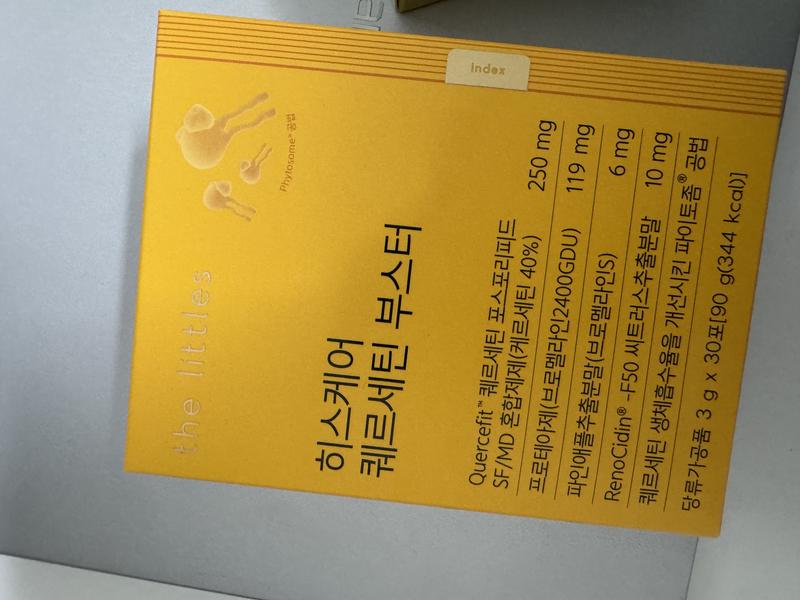 the littles
Phytosome® 공법
index
히스케어
퀘르세틴 부스터
Quercefit™ 퀘르세틴 포스포리피드
SF/MD 혼합제제(케르세틴 40%) 250 mg
프로테아제(브로멜라인2400GDU) 119 mg
파인애플추출분말(브로멜라인S) 6 mg
RenoCidin® -F50 씨트러스추출분말 10 mg
퀘르세틴 생체흡수율을 개선시킨 파이토좀® 공법
당류가공품 3 g x 30포[90 g(344 kcal)]